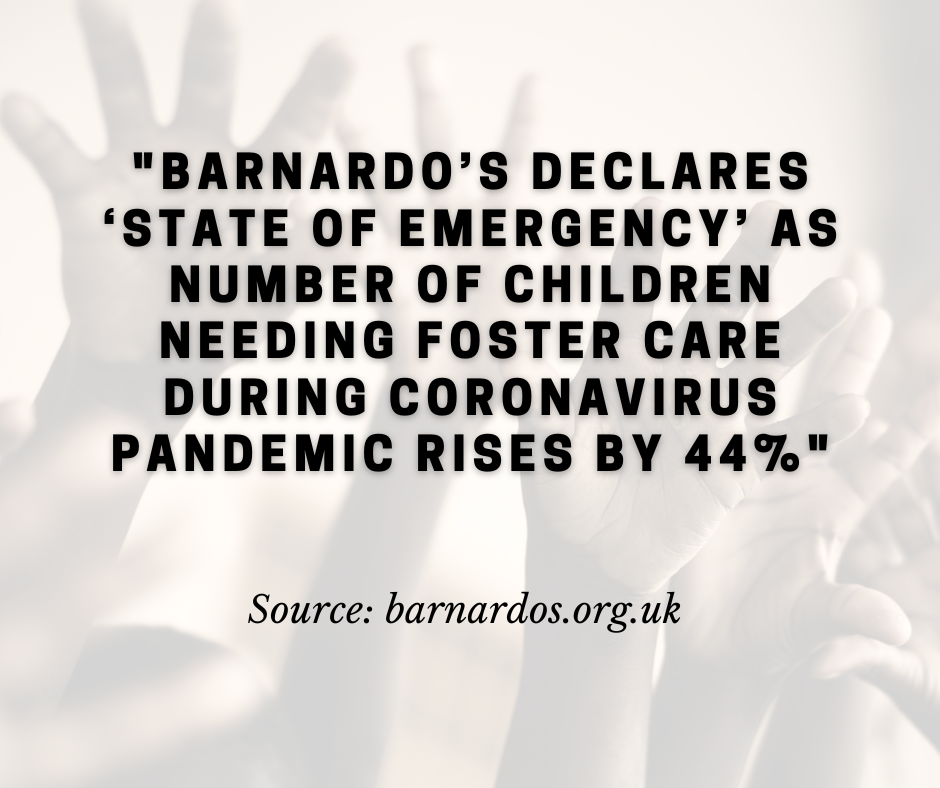 "BARNARDO’S DECLARES
‘STATE OF EMERGENCY’ AS
NUMBER OF CHILDREN
NEEDING FOSTER CARE
DURING CORONAVIRUS
PANDEMIC RISES BY 44%"
Source: barnardos.org.uk